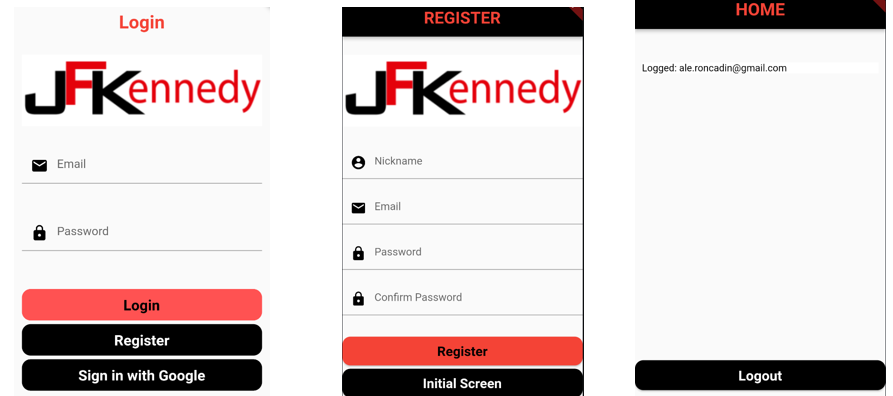 Login
JFKennedy
Email
Password
Login
Register
Sign in with Google
REGISTER
JFKennedy
Nickname
Email
Password
Confirm Password
Register
Initial Screen
HOME
Logged: ale.roncadin@gmail.com
Logout